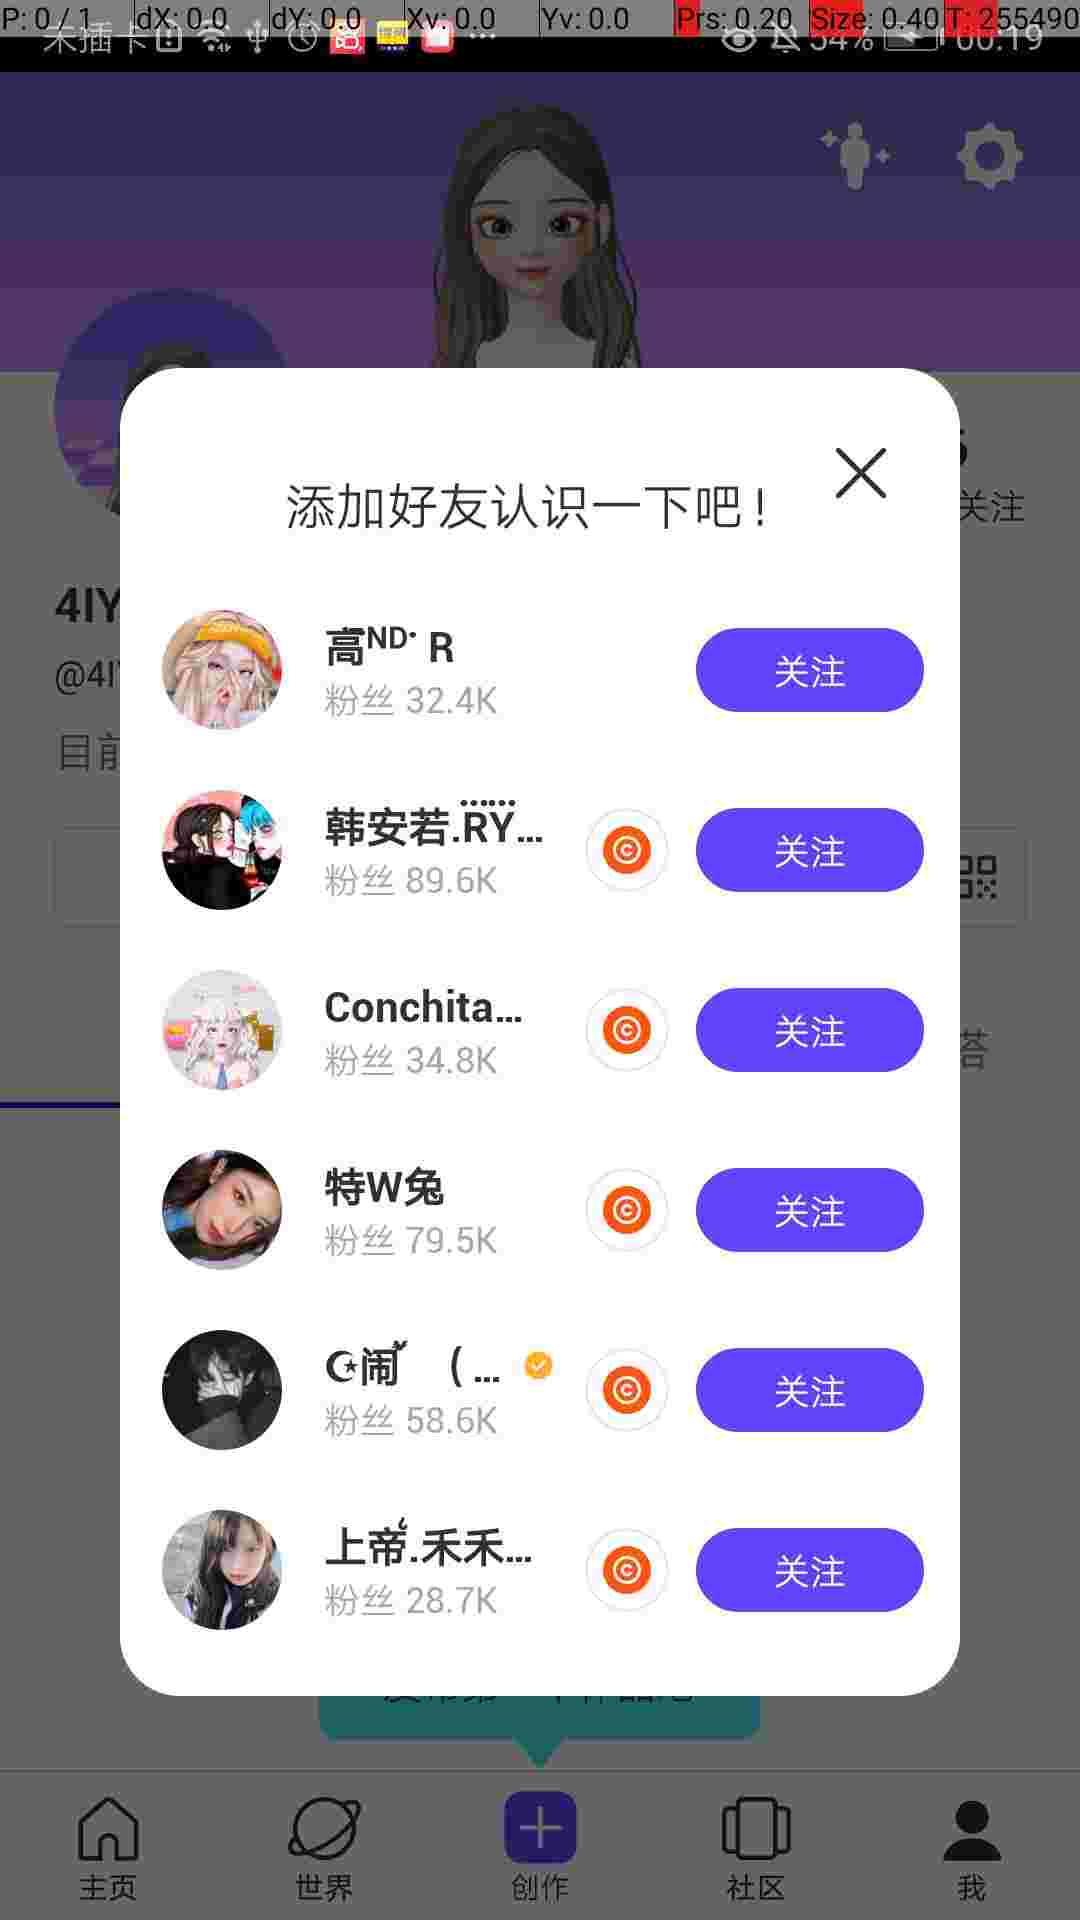 P: 0 / 1 dX: 0.0 dY: 0.0 Xv: 0.0 Yv: 0.0 Prs: 0.20 Size: 0.40 T: 255490
未插卡 54% 00:19
添加好友认识一下吧!
关注
4IY
@4I
目前
高ᴺᴰ· R
粉丝 32.4K
关注
韩安若.RY...
粉丝 89.6K
关注
Conchita...
粉丝 34.8K
关注
答
特W兔
粉丝 79.5K
关注
☪闹 ( ...
粉丝 58.6K
关注
上帝.禾禾...
粉丝 28.7K
关注
主页
世界
创作
社区
我